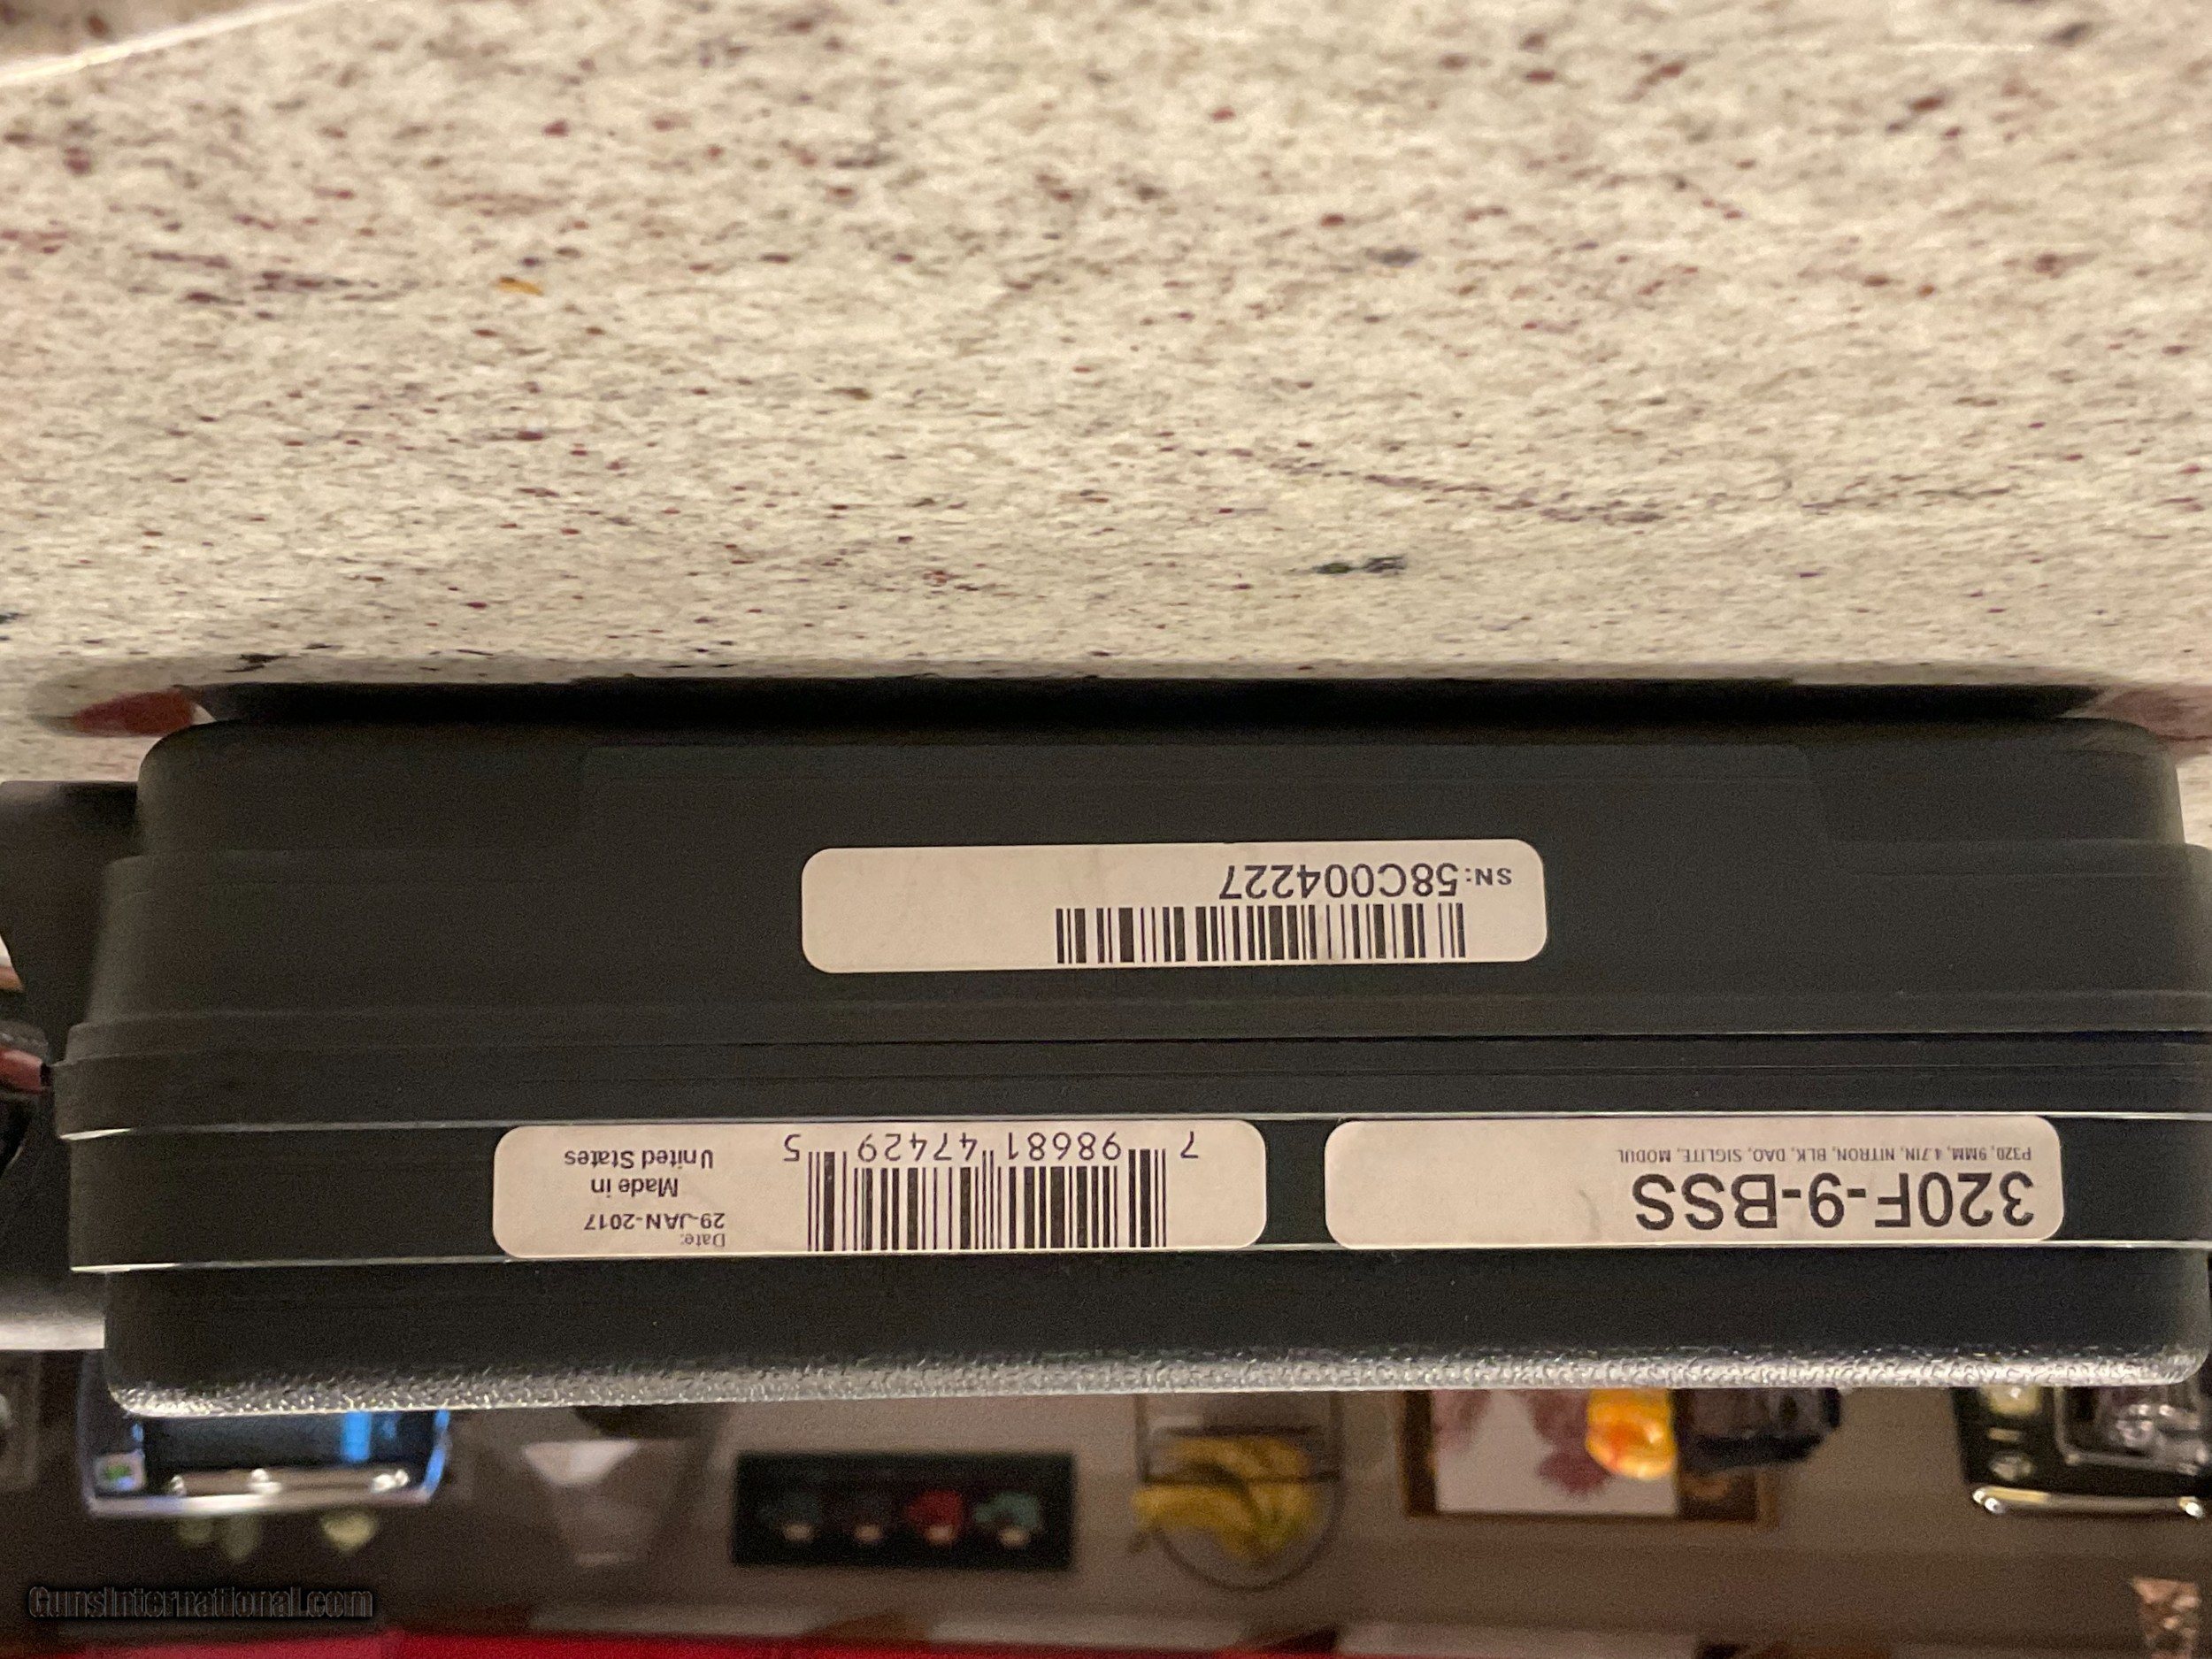 320F-9-BSS
P320, 9MM, 4.7IN, NITRON, BLK, DAO, SIGLITE, MODUL
Date:
29-JAN-2017
Made in
United States
7 98681 47429 5
SN: 58C004227
GunsInternational.com